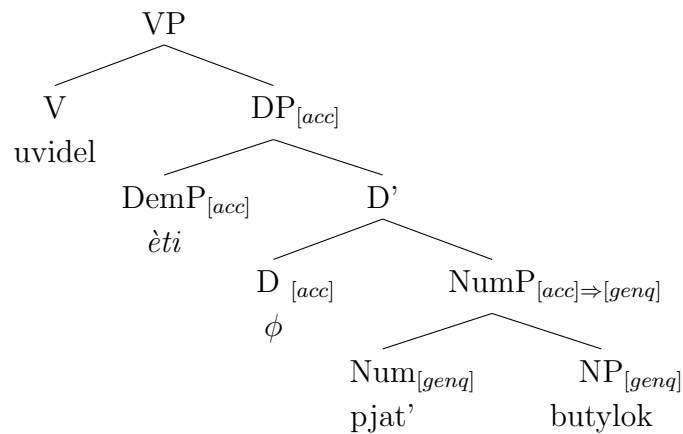 VP
V DP[acc]
uvidel
DemP[acc] D'
èti
D [acc] NumP[acc]⇒[genq]
ϕ
Num[genq] NP[genq]
pjat' butylok